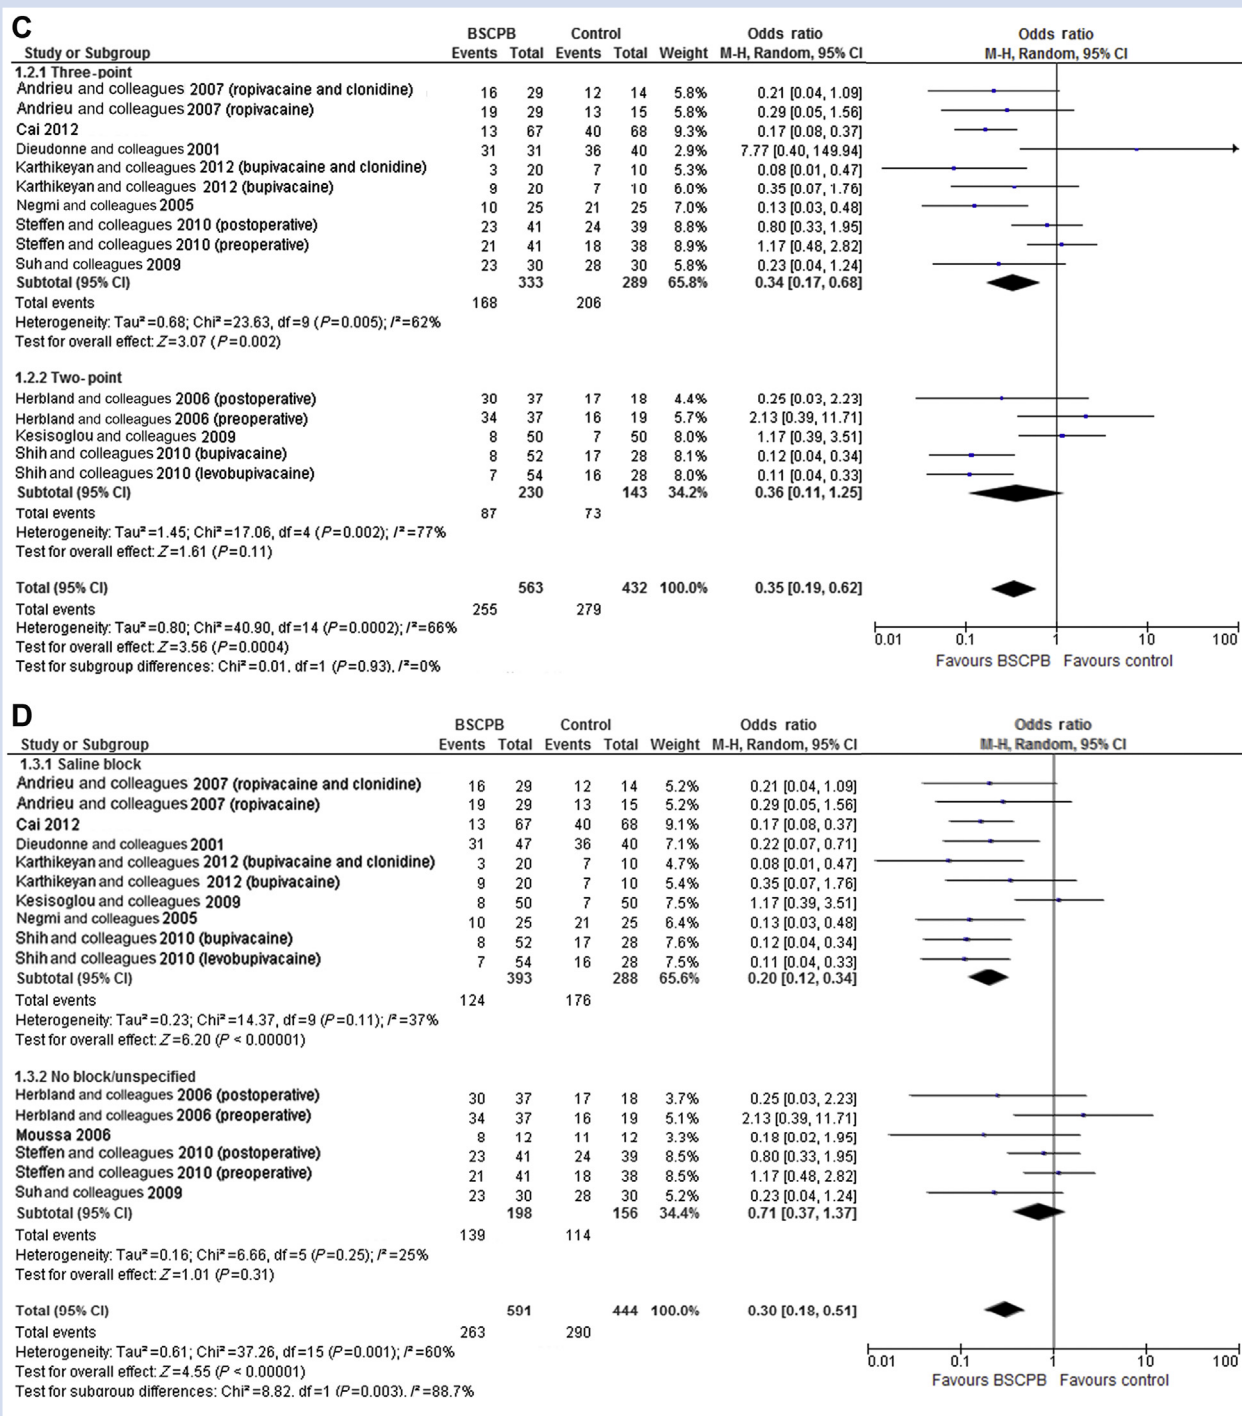 C
BSCPB Control Odds ratio Odds ratio
Study or Subgroup Events Total Events Total Weight M-H, Random, 95% CI M-H, Random, 95% CI
1.2.1 Three-point
Andrieu and colleagues 2007 (ropivacaine and clonidine) 16 29 12 14 5.8% 0.21 [0.04, 1.09]
Andrieu and colleagues 2007 (ropivacaine) 19 29 13 15 5.8% 0.29 [0.05, 1.56]
Cai 2012 13 67 40 68 9.3% 0.17 [0.08, 0.37]
Dieudonne and colleagues 2001 31 31 36 40 2.9% 7.77 [0.40, 149.94]
Karthikeyan and colleagues 2012 (bupivacaine and clonidine) 3 20 7 10 5.3% 0.08 [0.01, 0.47]
Karthikeyan and colleagues 2012 (bupivacaine) 9 20 7 10 6.0% 0.35 [0.07, 1.76]
Negmi and colleagues 2005 10 25 21 25 7.0% 0.13 [0.03, 0.48]
Steffen and colleagues 2010 (postoperative) 23 41 24 39 8.8% 0.80 [0.33, 1.95]
Steffen and colleagues 2010 (preoperative) 21 41 18 38 8.9% 1.17 [0.48, 2.82]
Suh and colleagues 2009 23 30 28 30 5.8% 0.23 [0.04, 1.24]
Subtotal (95% CI) 333 289 65.8% 0.34 [0.17, 0.68]
Total events 168 206
Heterogeneity: Tau²=0.68; Chi²=23.63, df=9 (P=0.005); I²=62%
Test for overall effect: Z=3.07 (P=0.002)
1.2.2 Two-point
Herbland and colleagues 2006 (postoperative) 30 37 17 18 4.4% 0.25 [0.03, 2.23]
Herbland and colleagues 2006 (preoperative) 34 37 16 19 5.7% 2.13 [0.39, 11.71]
Kesisoglou and colleagues 2009 8 50 7 50 8.0% 1.17 [0.39, 3.51]
Shih and colleagues 2010 (bupivacaine) 8 52 17 28 8.1% 0.12 [0.04, 0.34]
Shih and colleagues 2010 (levobupivacaine) 7 54 16 28 8.0% 0.11 [0.04, 0.33]
Subtotal (95% CI) 230 143 34.2% 0.36 [0.11, 1.25]
Total events 87 73
Heterogeneity: Tau²=1.45; Chi²=17.06, df=4 (P=0.002); I²=77%
Test for overall effect: Z=1.61 (P=0.11)
Total (95% CI) 563 432 100.0% 0.35 [0.19, 0.62]
Total events 255 279
Heterogeneity: Tau²=0.80; Chi²=40.90, df=14 (P=0.0002); I²=66%
Test for overall effect: Z=3.56 (P=0.0004)
Test for subgroup differences: Chi²=0.01, df=1 (P=0.93), I²=0%
0.01 0.1 1 10 100
Favours BSCPB Favours control
D
BSCPB Control Odds ratio Odds ratio
Study or Subgroup Events Total Events Total Weight M-H, Random, 95% CI M-H, Random, 95% CI
1.3.1 Saline block
Andrieu and colleagues 2007 (ropivacaine and clonidine) 16 29 12 14 5.2% 0.21 [0.04, 1.09]
Andrieu and colleagues 2007 (ropivacaine) 19 29 13 15 5.2% 0.29 [0.05, 1.56]
Cai 2012 13 67 40 68 9.1% 0.17 [0.08, 0.37]
Dieudonne and colleagues 2001 31 47 36 40 7.1% 0.22 [0.07, 0.71]
Karthikeyan and colleagues 2012 (bupivacaine and clonidine) 3 20 7 10 4.7% 0.08 [0.01, 0.47]
Karthikeyan and colleagues 2012 (bupivacaine) 9 20 7 10 5.4% 0.35 [0.07, 1.76]
Kesisoglou and colleagues 2009 8 50 7 50 7.5% 1.17 [0.39, 3.51]
Negmi and colleagues 2005 10 25 21 25 6.4% 0.13 [0.03, 0.48]
Shih and colleagues 2010 (bupivacaine) 8 52 17 28 7.6% 0.12 [0.04, 0.34]
Shih and colleagues 2010 (levobupivacaine) 7 54 16 28 7.5% 0.11 [0.04, 0.33]
Subtotal (95% CI) 393 288 65.6% 0.20 [0.12, 0.34]
Total events 124 176
Heterogeneity: Tau²=0.23; Chi²=14.37, df=9 (P=0.11); I²=37%
Test for overall effect: Z=6.20 (P < 0.00001)
1.3.2 No block/unspecified
Herbland and colleagues 2006 (postoperative) 30 37 17 18 3.7% 0.25 [0.03, 2.23]
Herbland and colleagues 2006 (preoperative) 34 37 16 19 5.1% 2.13 [0.39, 11.71]
Moussa 2006 8 12 11 12 3.3% 0.18 [0.02, 1.95]
Steffen and colleagues 2010 (postoperative) 23 41 24 39 8.5% 0.80 [0.33, 1.95]
Steffen and colleagues 2010 (preoperative) 21 41 18 38 8.5% 1.17 [0.48, 2.82]
Suh and colleagues 2009 23 30 28 30 5.2% 0.23 [0.04, 1.24]
Subtotal (95% CI) 198 156 34.4% 0.71 [0.37, 1.37]
Total events 139 114
Heterogeneity: Tau²=0.16; Chi²=6.66, df=5 (P=0.25); I²=25%
Test for overall effect: Z=1.01 (P=0.31)
Total (95% CI) 591 444 100.0% 0.30 [0.18, 0.51]
Total events 263 290
Heterogeneity: Tau²=0.61; Chi²=37.26, df=15 (P=0.001); I²=60%
Test for overall effect: Z=4.55 (P < 0.00001)
Test for subgroup differences: Chi²=8.82, df=1 (P=0.003), I²=88.7%
0.01 0.1 1 10 100
Favours BSCPB Favours control